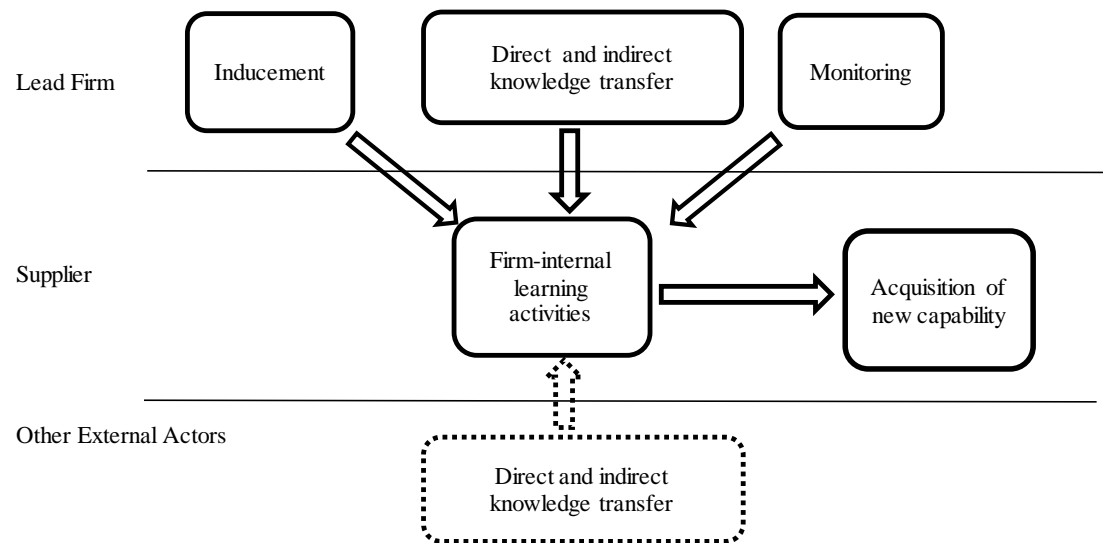 Lead Firm
Inducement
Direct and indirect
knowledge transfer
Monitoring
Supplier
Firm-internal
learning
activities
Acquisition of
new capability
Other External Actors
Direct and indirect
knowledge transfer